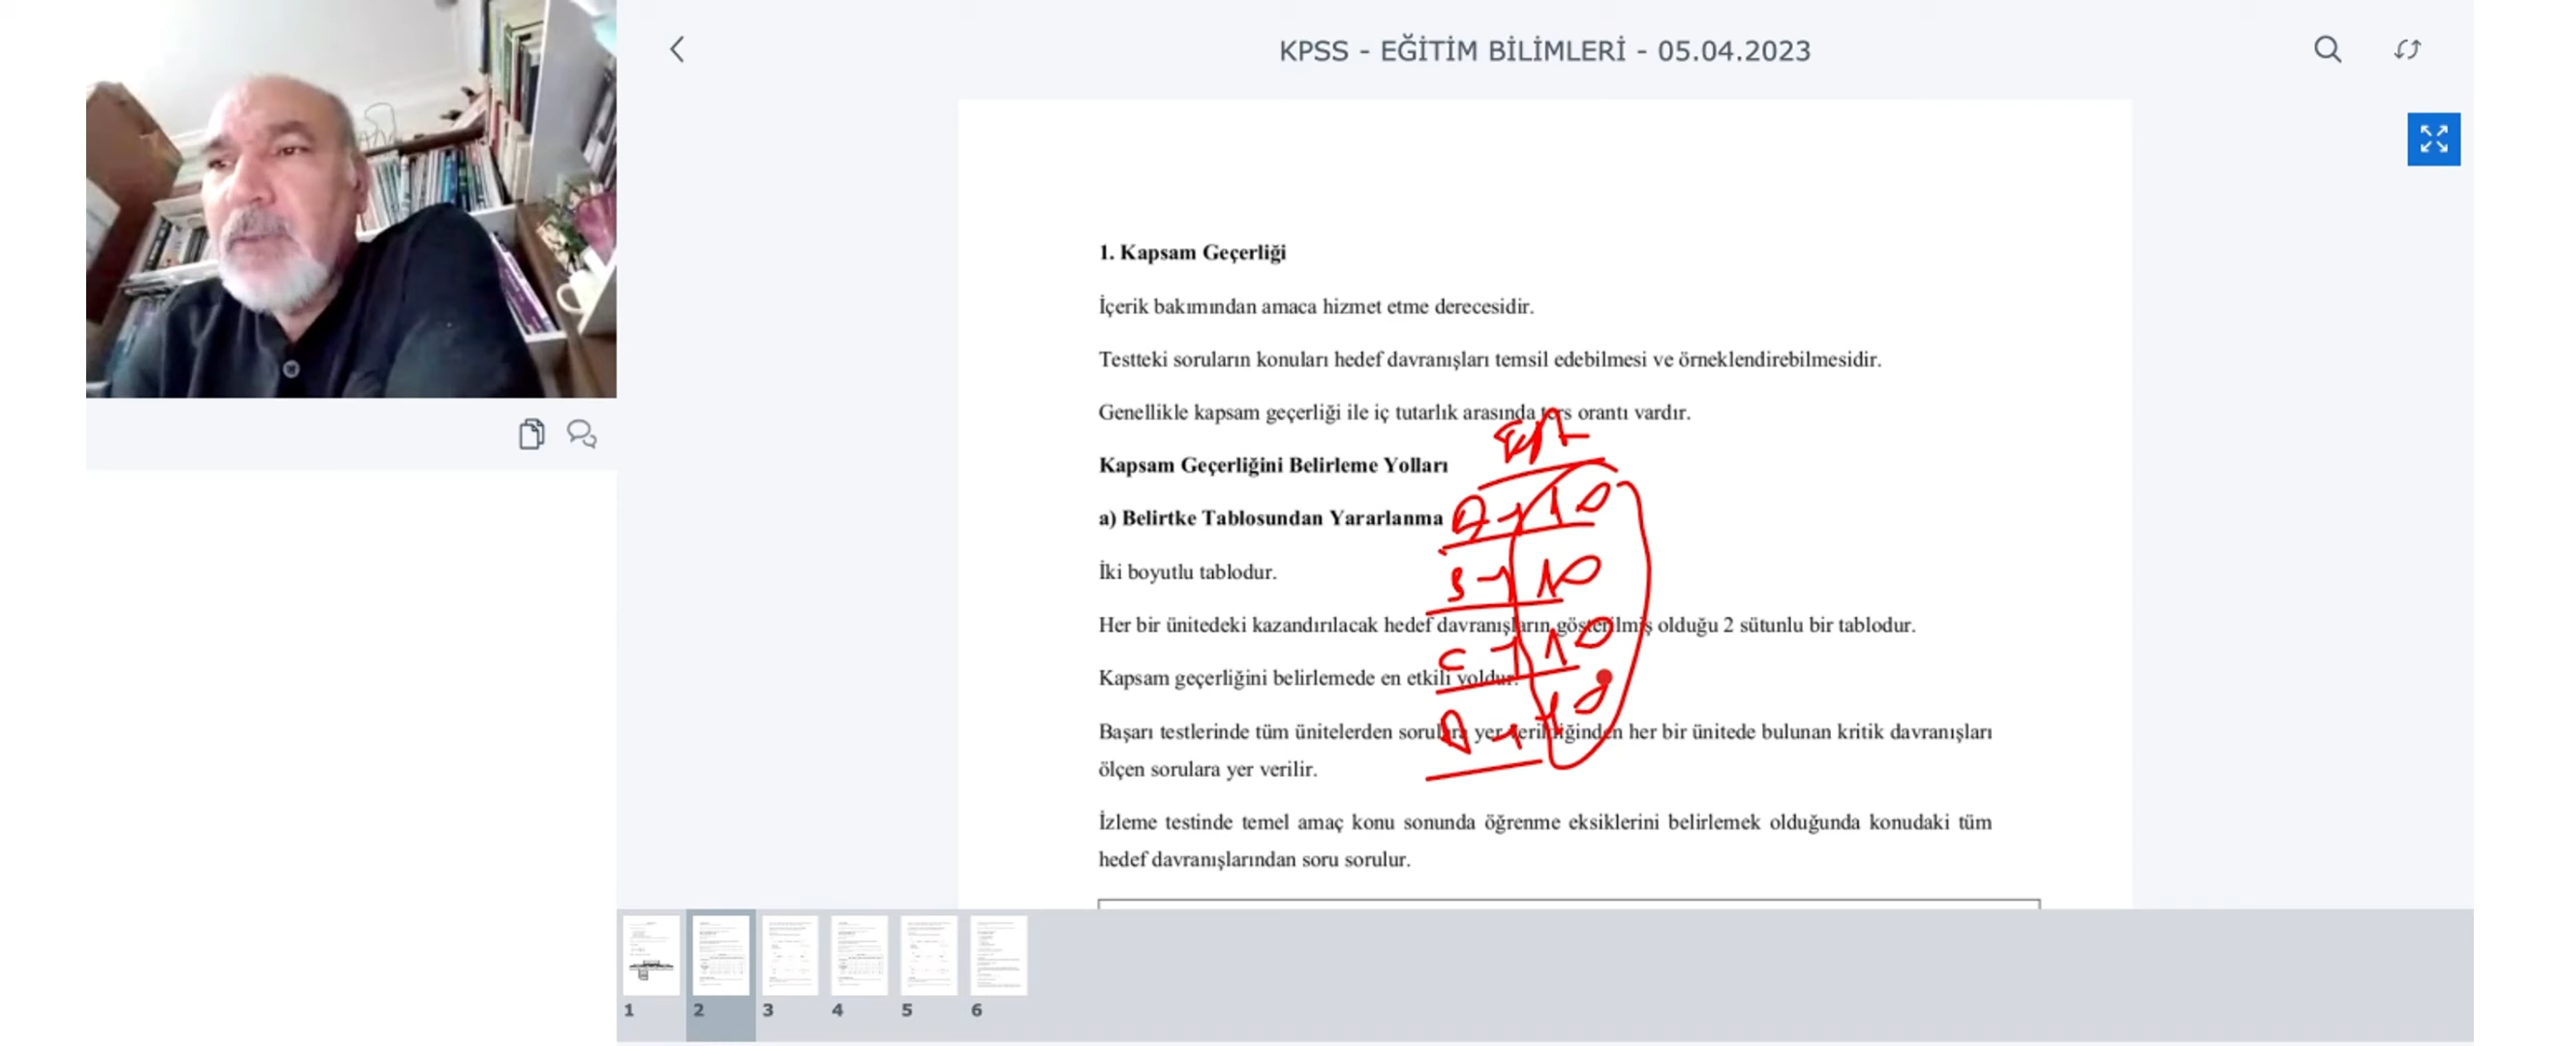 KPSS - EĞİTİM BİLİMLERİ - 05.04.2023
1. Kapsam Geçerliği
İçerik bakımından amaca hizmet etme derecesidir.
Testteki soruların konuları hedef davranışları temsil edebilmesi ve örneklendirebilmesidir.
Genellikle kapsam geçerliği ile iç tutarlık arasında ters orantı vardır.
Kapsam Geçerliğini Belirleme Yolları
a) Belirtke Tablosundan Yararlanma
10
İki boyutlu tablodur.
10
Her bir ünitedeki kazandırılacak hedef davranışların gösterilmiş olduğu 2 sütunlu bir tablodur.
C 10
Kapsam geçerliğini belirlemede en etkili yoldur.
Başarı testlerinde tüm ünitelerden sorulara yer verildiğinden her bir ünitede bulunan kritik davranışları
ölçen sorulara yer verilir.
İzleme testinde temel amaç konu sonunda öğrenme eksiklerini belirlemek olduğunda konudaki tüm
hedef davranışlarından soru sorulur.
1 2 3 4 5 6